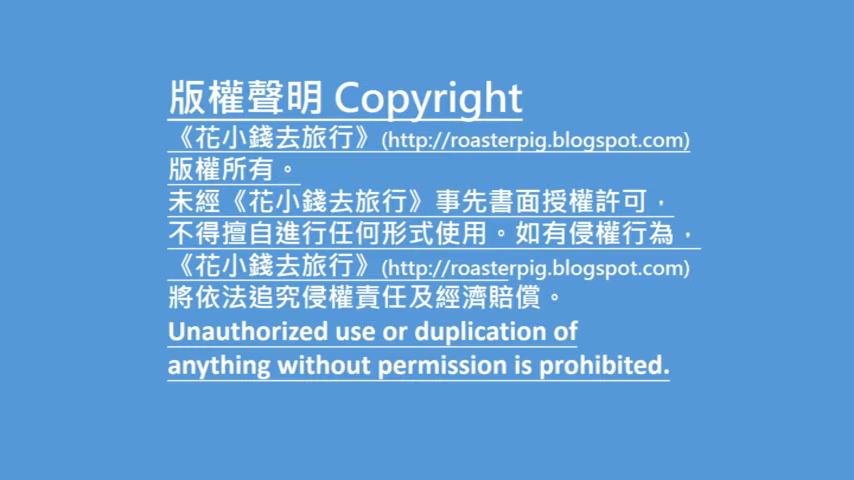 版權聲明 Copyright
《花小錢去旅行》(http://roasterpig.blogspot.com)
版權所有。
未經《花小錢去旅行》事先書面授權許可，
不得擅自進行任何形式使用。如有侵權行為，
《花小錢去旅行》(http://roasterpig.blogspot.com)
將依法追究侵權責任及經濟賠償。
Unauthorized use or duplication of
anything without permission is prohibited.